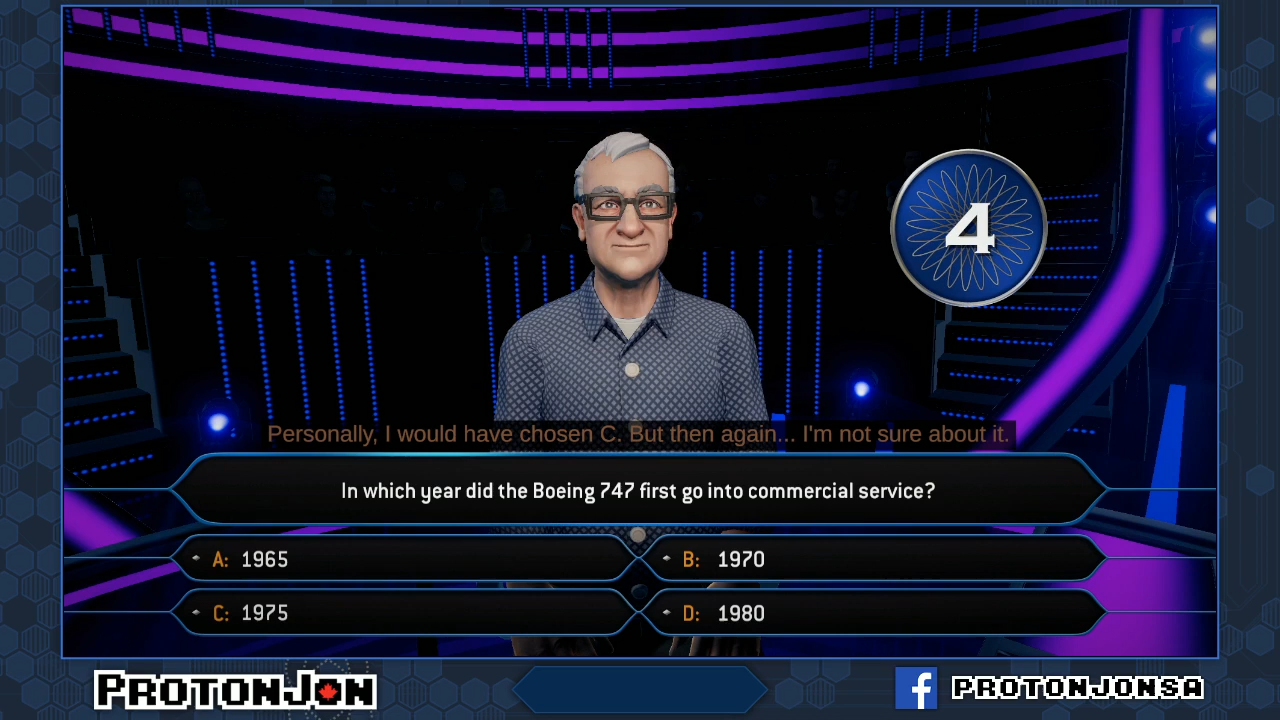 4
Personally, I would have chosen C. But then again... I'm not sure about it.
In which year did the Boeing 747 first go into commercial service?
A: 1965
B: 1970
C: 1975
D: 1980
PROTONJON
f PROTONJONSA